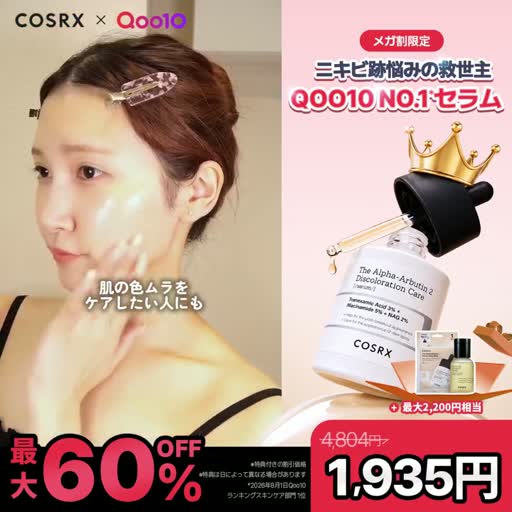 COSRX × Qoo10
メガ割限定
ニキビ跡悩みの救世主
QOO10 NO.1*セラム
肌の色ムラを
ケアしたい人にも
The Alpha-Arbutin 2
Discoloration Care
[serum]
Tranexamic Acid 3% +
Niacinamide 5% + NAG 2%
COSRX
+ 最大2,200円相当
最大60%OFF
*特典付きの割引価格
*特典は日によって異なる場合があります
*2026年6月1日Qoo10
ランキングスキンケア部門 1位
4,804円
1,935円